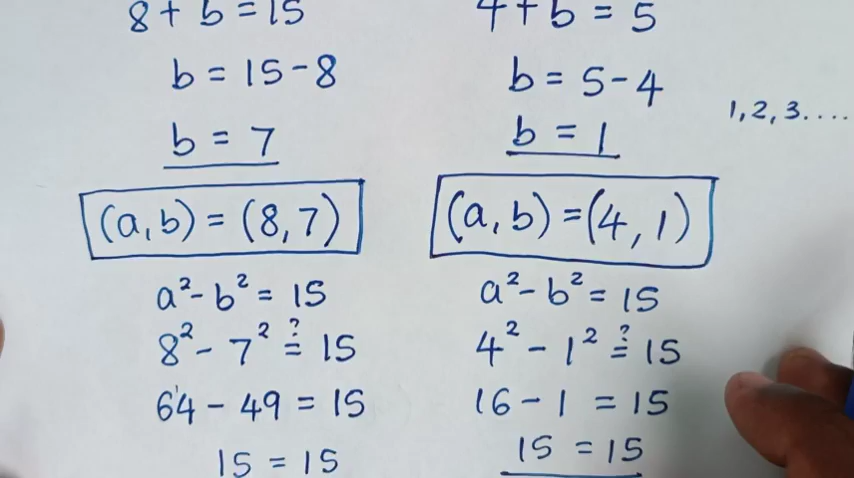 8 + b = 15
b = 15 - 8
b = 7
(a, b) = (8, 7)
a² - b² = 15
8² - 7² ≟ 15
64 - 49 = 15
15 = 15
4 + b = 5
b = 5 - 4
b = 1
(a, b) = (4, 1)
a² - b² = 15
4² - 1² ≟ 15
16 - 1 = 15
15 = 15
1, 2, 3....